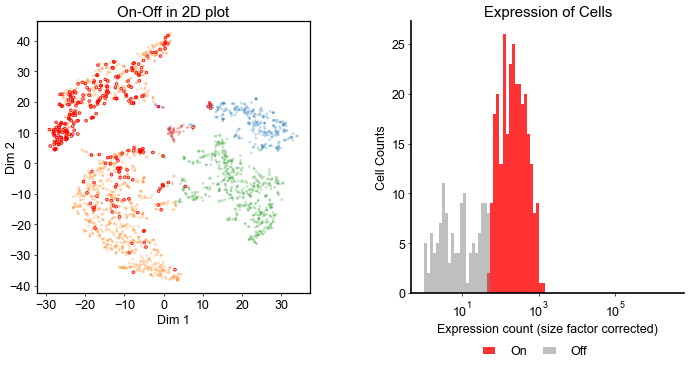 On-Off in 2D plot
Expression of Cells
40
30
20
10
0
−10
−20
−30
−40
Dim 2
−30 −20 −10 0 10 20 30
Dim 1
25
20
15
10
5
0
Cell Counts
10^1 10^3 10^5
Expression count (size factor corrected)
On Off